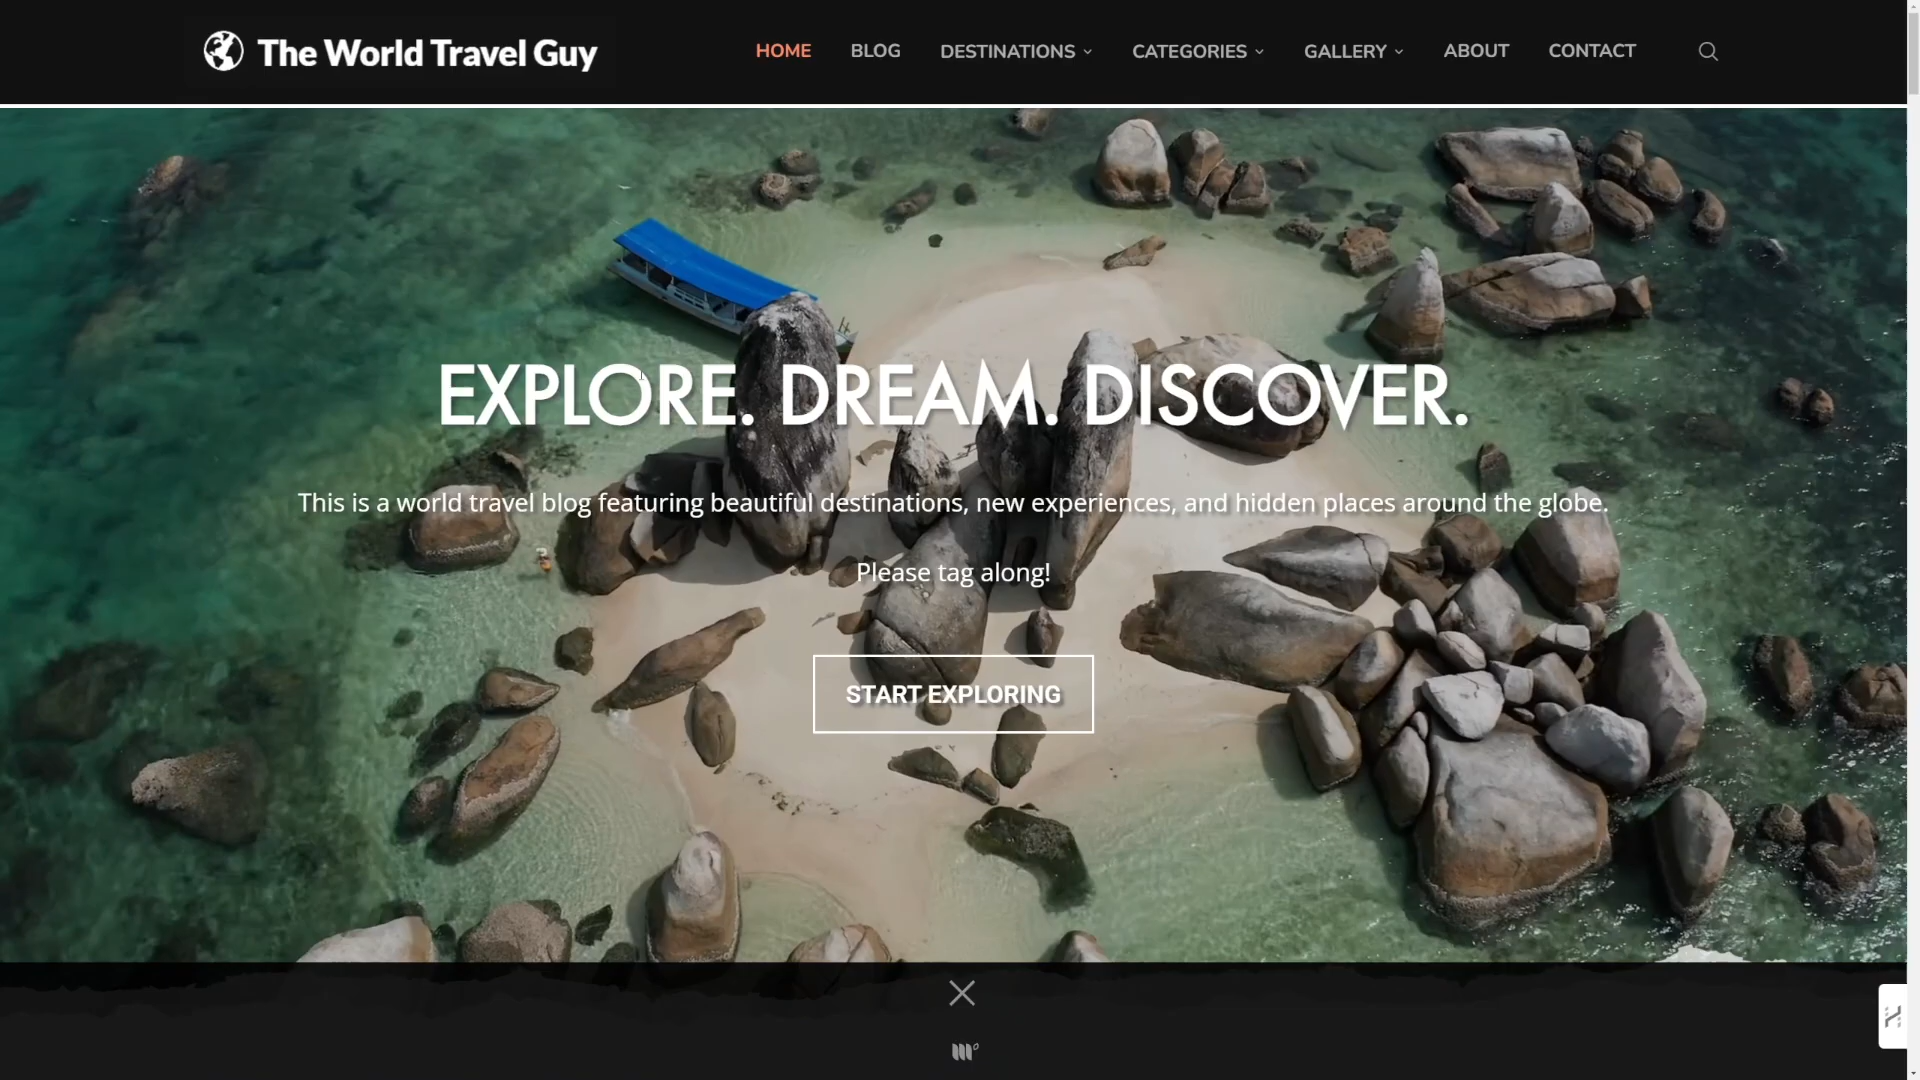 The World Travel Guy
HOME BLOG DESTINATIONS CATEGORIES GALLERY ABOUT CONTACT
EXPLORE. DREAM. DISCOVER.
This is a world travel blog featuring beautiful destinations, new experiences, and hidden places around the globe.
Please tag along!
START EXPLORING